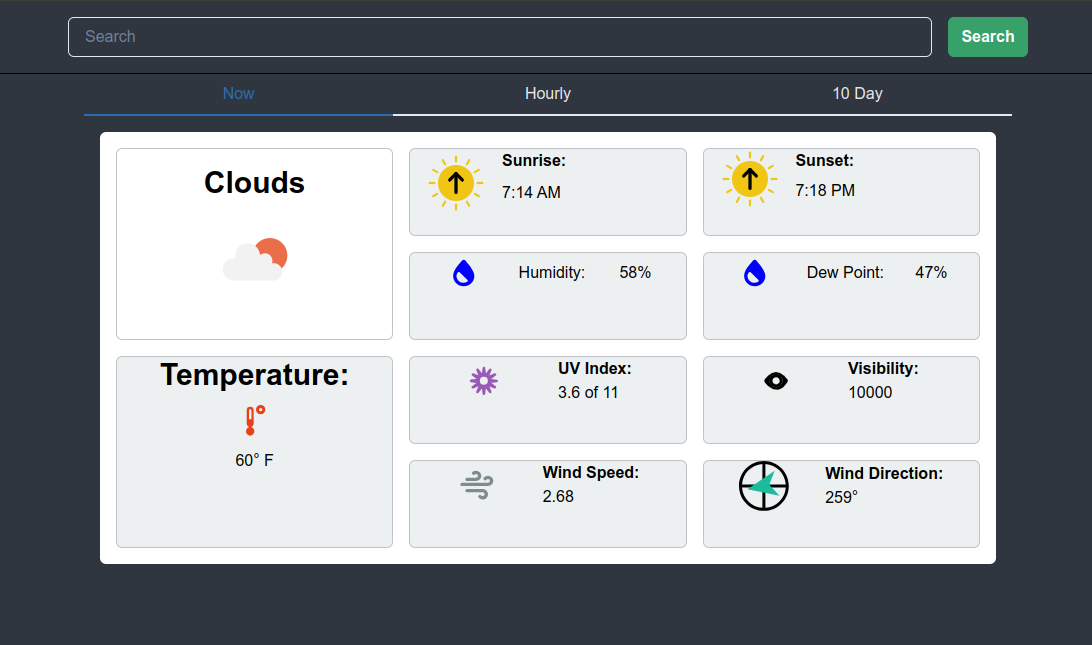 Search
Search
Now
Hourly
10 Day
Clouds
Sunrise:
7:14 AM
Sunset:
7:18 PM
Humidity: 58%
Dew Point: 47%
Temperature:
60° F
UV Index:
3.6 of 11
Visibility:
10000
Wind Speed:
2.68
Wind Direction:
259°